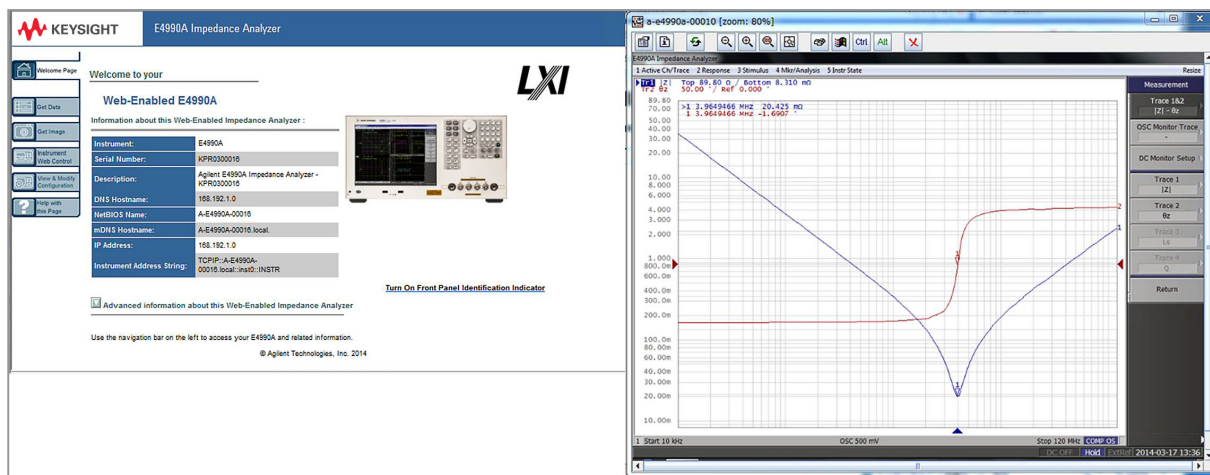 KEYSIGHT
E4990A Impedance Analyzer
Welcome Page
Get Data
Get Image
Instrument Web Control
View & Modify Configuration
Help with this Page
Welcome to your
LXI
Web-Enabled E4990A
Information about this Web-Enabled Impedance Analyzer :
Instrument: E4990A
Serial Number: KPR0300016
Description: Agilent E4990A Impedance Analyzer -
KPR0300016
DNS Hostname: 168.192.1.0
NetBIOS Name: A-E4990A-00016
mDNS Hostname: A-E4990A-00016.local.
IP Address: 168.192.1.0
Instrument Address String: TCPIP::A-E4990A-
00016.local::inst0::INSTR
Turn On Front Panel Identification Indicator
Advanced information about this Web-Enabled Impedance Analyzer
Use the navigation bar on the left to access your E4990A and related information.
© Agilent Technologies, Inc. 2014
a-e4990a-00010 [zoom: 80%]
Ctrl Alt
E4990A Impedance Analyzer
1 Active Ch/Trace 2 Response 3 Stimulus 4 Mkr/Analysis 5 Instr State
Resize
Tr1 |Z| Top 89.80 Ω / Bottom 8.310 mΩ
Tr2 θz 50.00 °/ Ref 0.000 °
>1 3.9649466 MHz 20.425 mΩ
1 3.9649466 MHz -1.6907 °
89.80
70.00
50.00
40.00
30.00
20.00
10.00
8.000
6.000
4.000
3.000
2.000
1.000
800.0m
600.0m
400.0m
300.0m
200.0m
100.0m
80.00m
60.00m
40.00m
30.00m
20.00m
10.00m
2
1
1
1
Measurement
Trace 1&2
|Z| - θz
OSC Monitor Trace
-
DC Monitor Setup
Trace 1
|Z|
Trace 2
θz
Trace 3
Ls
Trace 4
Q
Return
1 Start 10 kHz
OSC 500 mV
Stop 120 MHz
COMP OS
DC OFF
Hold
ExtRef
2014-03-17 13:36